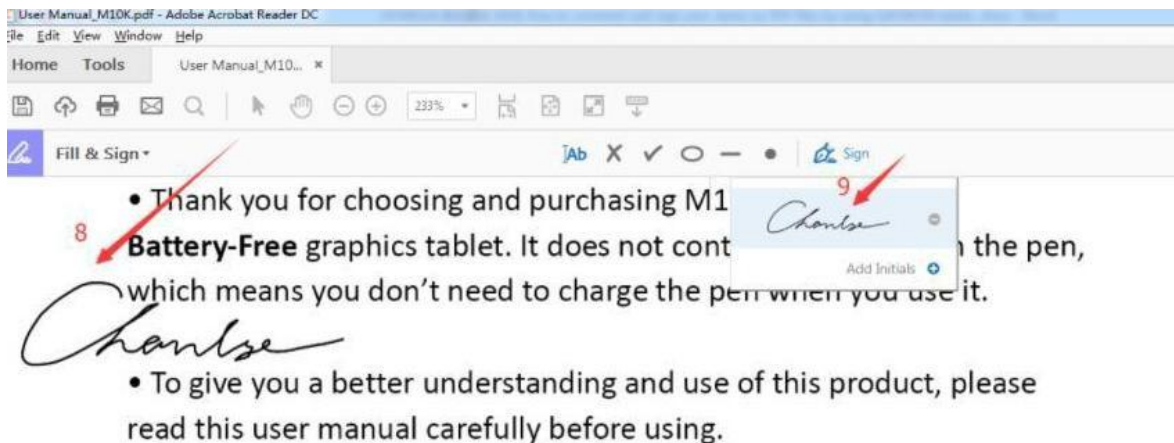 User Manual_M10K.pdf - Adobe Acrobat Reader DC
File Edit View Window Help
Home Tools User Manual_M10... ×
233%
Fill & Sign
Ab Sign
• Thank you for choosing and purchasing M1
9
8
Battery-Free graphics tablet. It does not cont
the pen,
Add Initials
which means you don't need to charge the pen when you use it.
• To give you a better understanding and use of this product, please
read this user manual carefully before using.